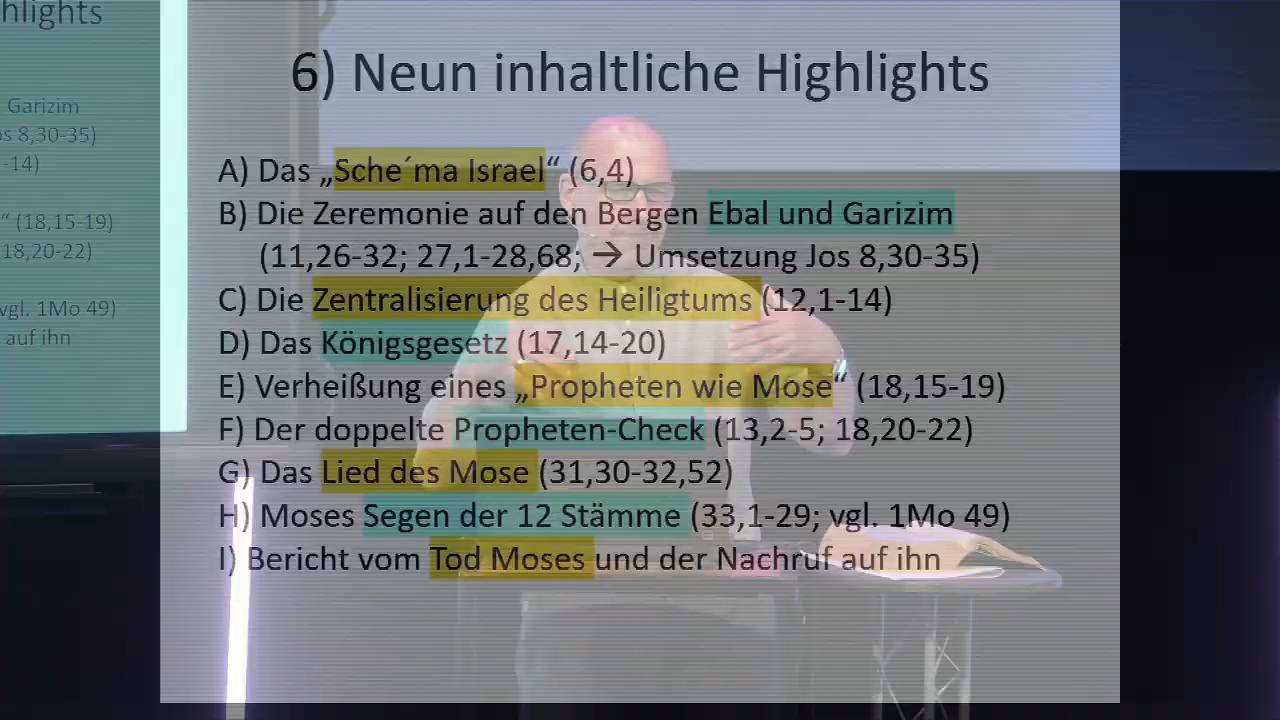 hlights
Garizim
os 8,30-35)
-14)
“ (18,15-19)
18,20-22)
vgl. 1Mo 49)
auf ihn
6) Neun inhaltliche Highlights
A) Das „Sche´ma Israel“ (6,4)
B) Die Zeremonie auf den Bergen Ebal und Garizim
(11,26-32; 27,1-28,68; → Umsetzung Jos 8,30-35)
C) Die Zentralisierung des Heiligtums (12,1-14)
D) Das Königsgesetz (17,14-20)
E) Verheißung eines „Propheten wie Mose“ (18,15-19)
F) Der doppelte Propheten-Check (13,2-5; 18,20-22)
G) Das Lied des Mose (31,30-32,52)
H) Moses Segen der 12 Stämme (33,1-29; vgl. 1Mo 49)
I) Bericht vom Tod Moses und der Nachruf auf ihn